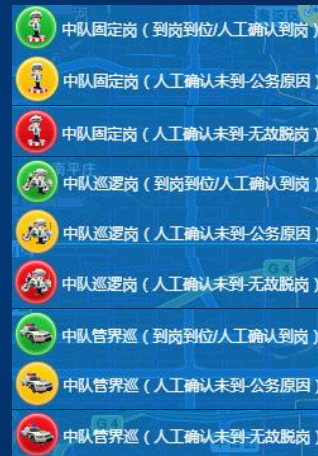 中队固定岗（到岗到位/人工确认到岗）
中队固定岗（人工确认未到-公务原因）
中队固定岗（人工确认未到-无故脱岗）
南平庄
中队巡逻岗（到岗到位/人工确认到岗）
中队巡逻岗（人工确认未到-公务原因）
G4
中队巡逻岗（人工确认未到-无故脱岗）
中队管界巡（到岗到位/人工确认到岗）
中队管界巡（人工确认未到-公务原因）
G4
中队管界巡（人工确认未到-无故脱岗）